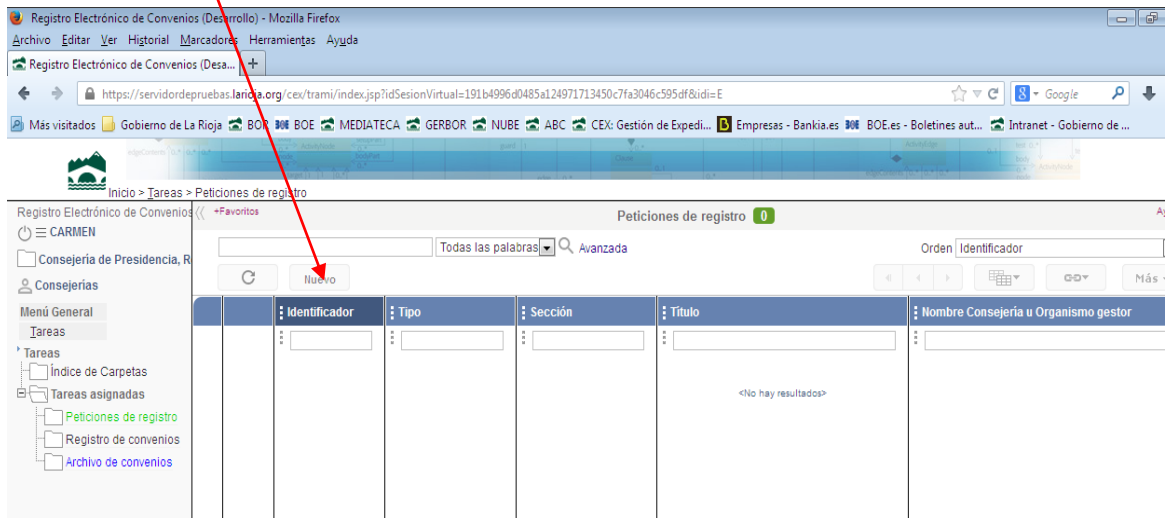 Registro Electrónico de Convenios (Desarrollo) - Mozilla Firefox
Archivo Editar Ver Historial Marcadores Herramientas Ayuda
Registro Electrónico de Convenios (Desa... +
https://servidordepruebas.larioja.org/cex/trami/index.jsp?idSesionVirtual=191b4996d0485a124971713450c7fa3046c595df&idi=E
Google
Más visitados Gobierno de La Rioja BOR BOE BOE MEDIATECA GERBOR NUBE ABC CEX: Gestión de Expedi... Empresas - Bankia.es BOE BOE.es - Boletines aut... Intranet - Gobierno de ...
Inicio > Tareas > Peticiones de registro
Registro Electrónico de Convenios
+Favoritos
Peticiones de registro 0
CARMEN
Todas las palabras Avanzada
Orden Identificador
Consejería de Presidencia, R
Nuevo
Más
Consejerias
Menú General
Identificador Tipo Sección Título Nombre Consejería u Organismo gestor
Tareas
Tareas
Índice de Carpetas
Tareas asignadas
<No hay resultados>
Peticiones de registro
Registro de convenios
Archivo de convenios